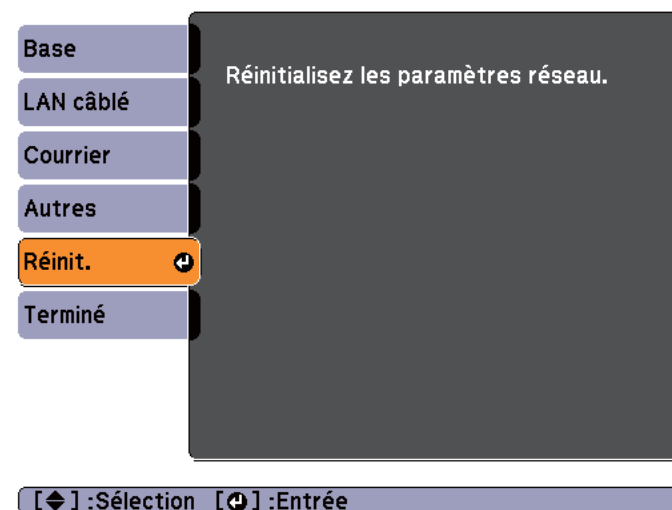 Base
LAN câblé
Courrier
Autres
Réinit.
Terminé
Réinitialisez les paramètres réseau.
[◆] :Sélection [⏎] :Entrée